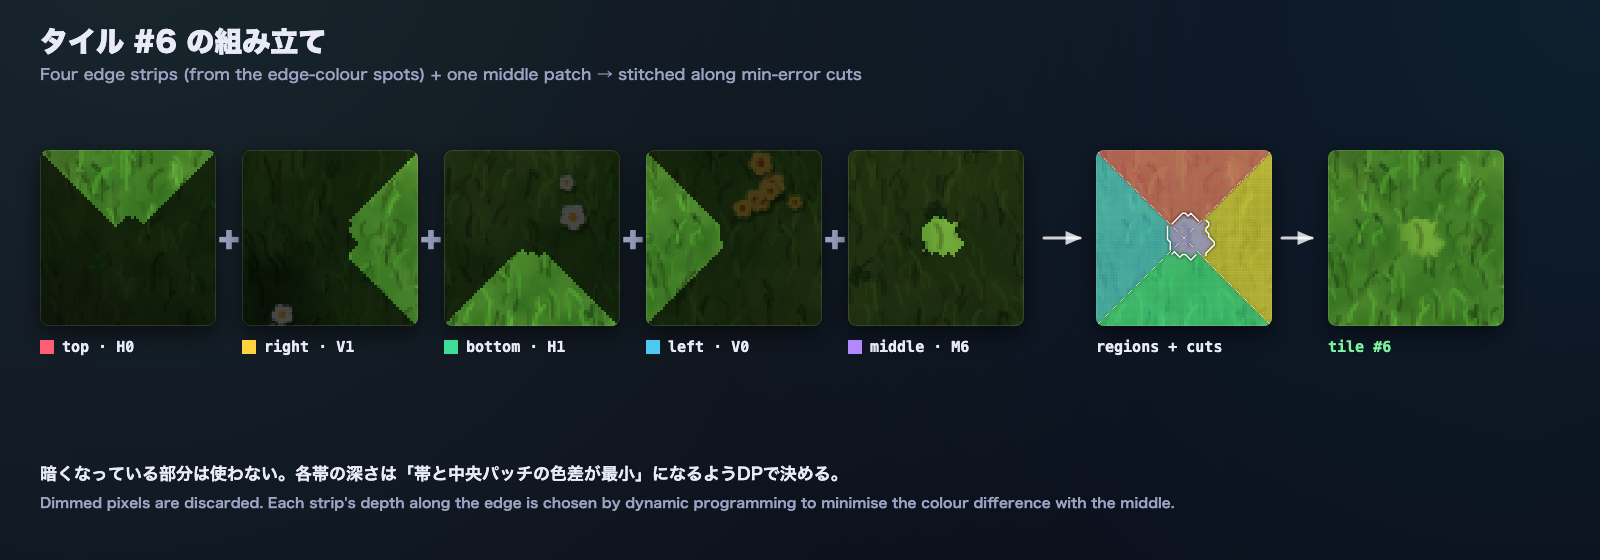 タイル #6 の組み立て
Four edge strips (from the edge-colour spots) + one middle patch → stitched along min-error cuts
top · H0
right · V1
bottom · H1
left · V0
middle · M6
regions + cuts
tile #6
暗くなっている部分は使わない。各帯の深さは「帯と中央パッチの色差が最小」になるようDPで決める。
Dimmed pixels are discarded. Each strip's depth along the edge is chosen by dynamic programming to minimise the colour difference with the middle.